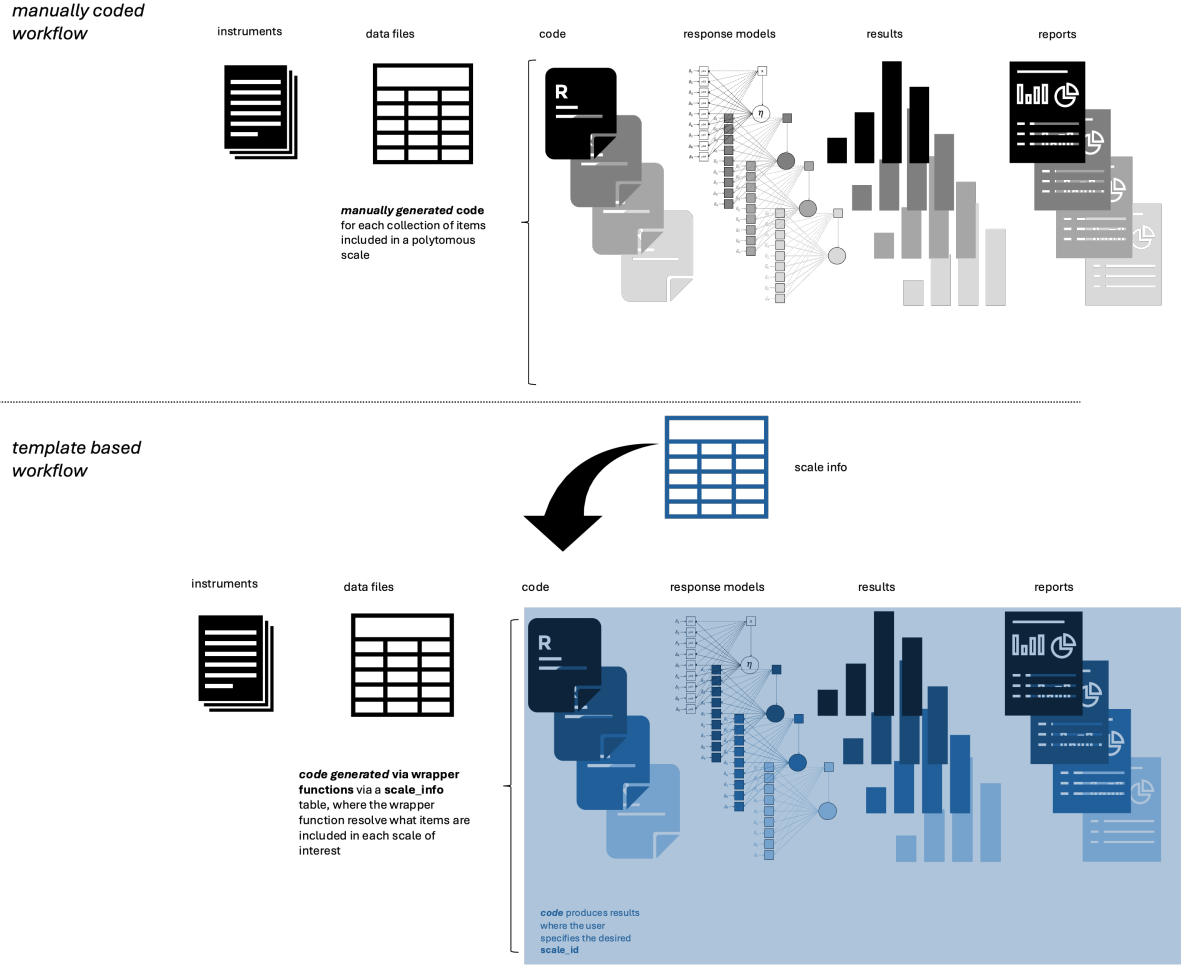 manually coded
workflow
instruments
data files
code
response models
results
reports
R
η
manually generated code
for each collection of items
included in a polytomous
scale
template based
workflow
scale info
instruments
data files
code
response models
results
reports
R
η
code generated via wrapper
functions via a scale_info
table, where the wrapper
function resolve what items are
included in each scale of
interest
code produces results
where the user
specifies the desired
scale_id